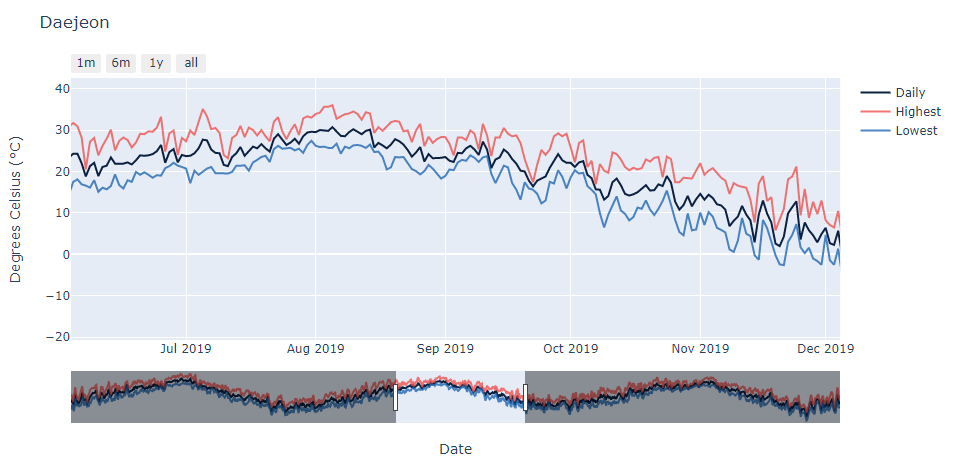 Daejeon
1m 6m 1y all
Degrees Celsius (°C)
40
30
20
10
0
−10
−20
Jul 2019 Aug 2019 Sep 2019 Oct 2019 Nov 2019 Dec 2019
Daily
Highest
Lowest
Date